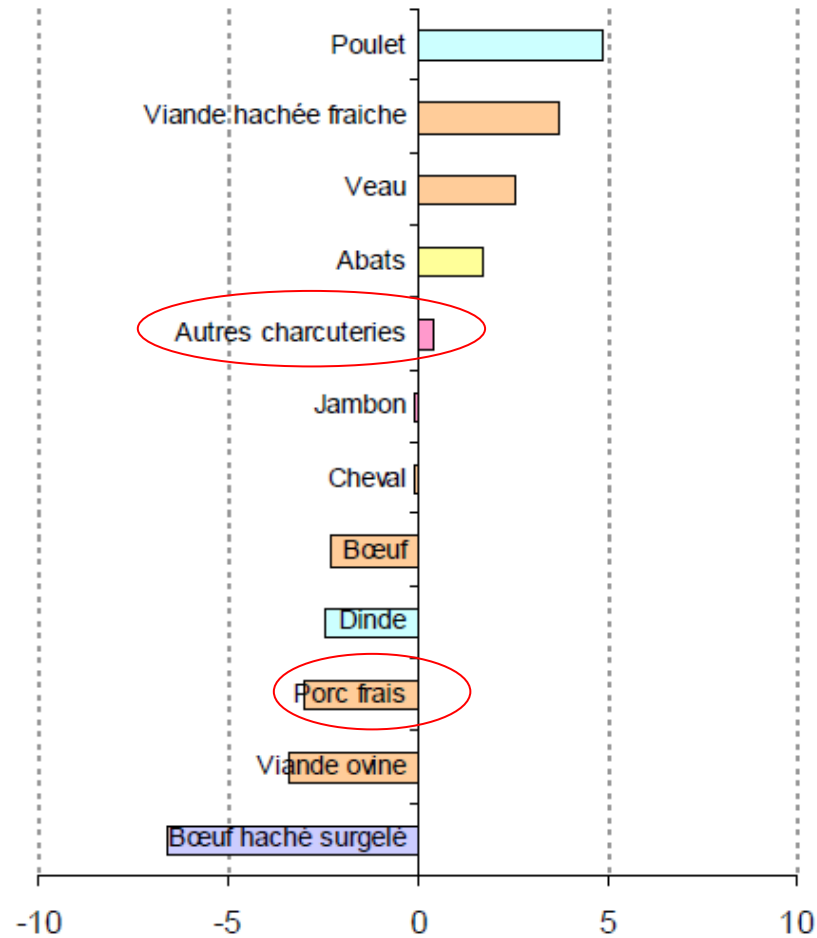 Poulet
Viande hachée fraiche
Veau
Abats
Autres charcuteries
Jambon
Cheval
Bœuf
Dinde
Porc frais
Viande ovine
Bœuf haché surgelé
-10 -5 0 5 10